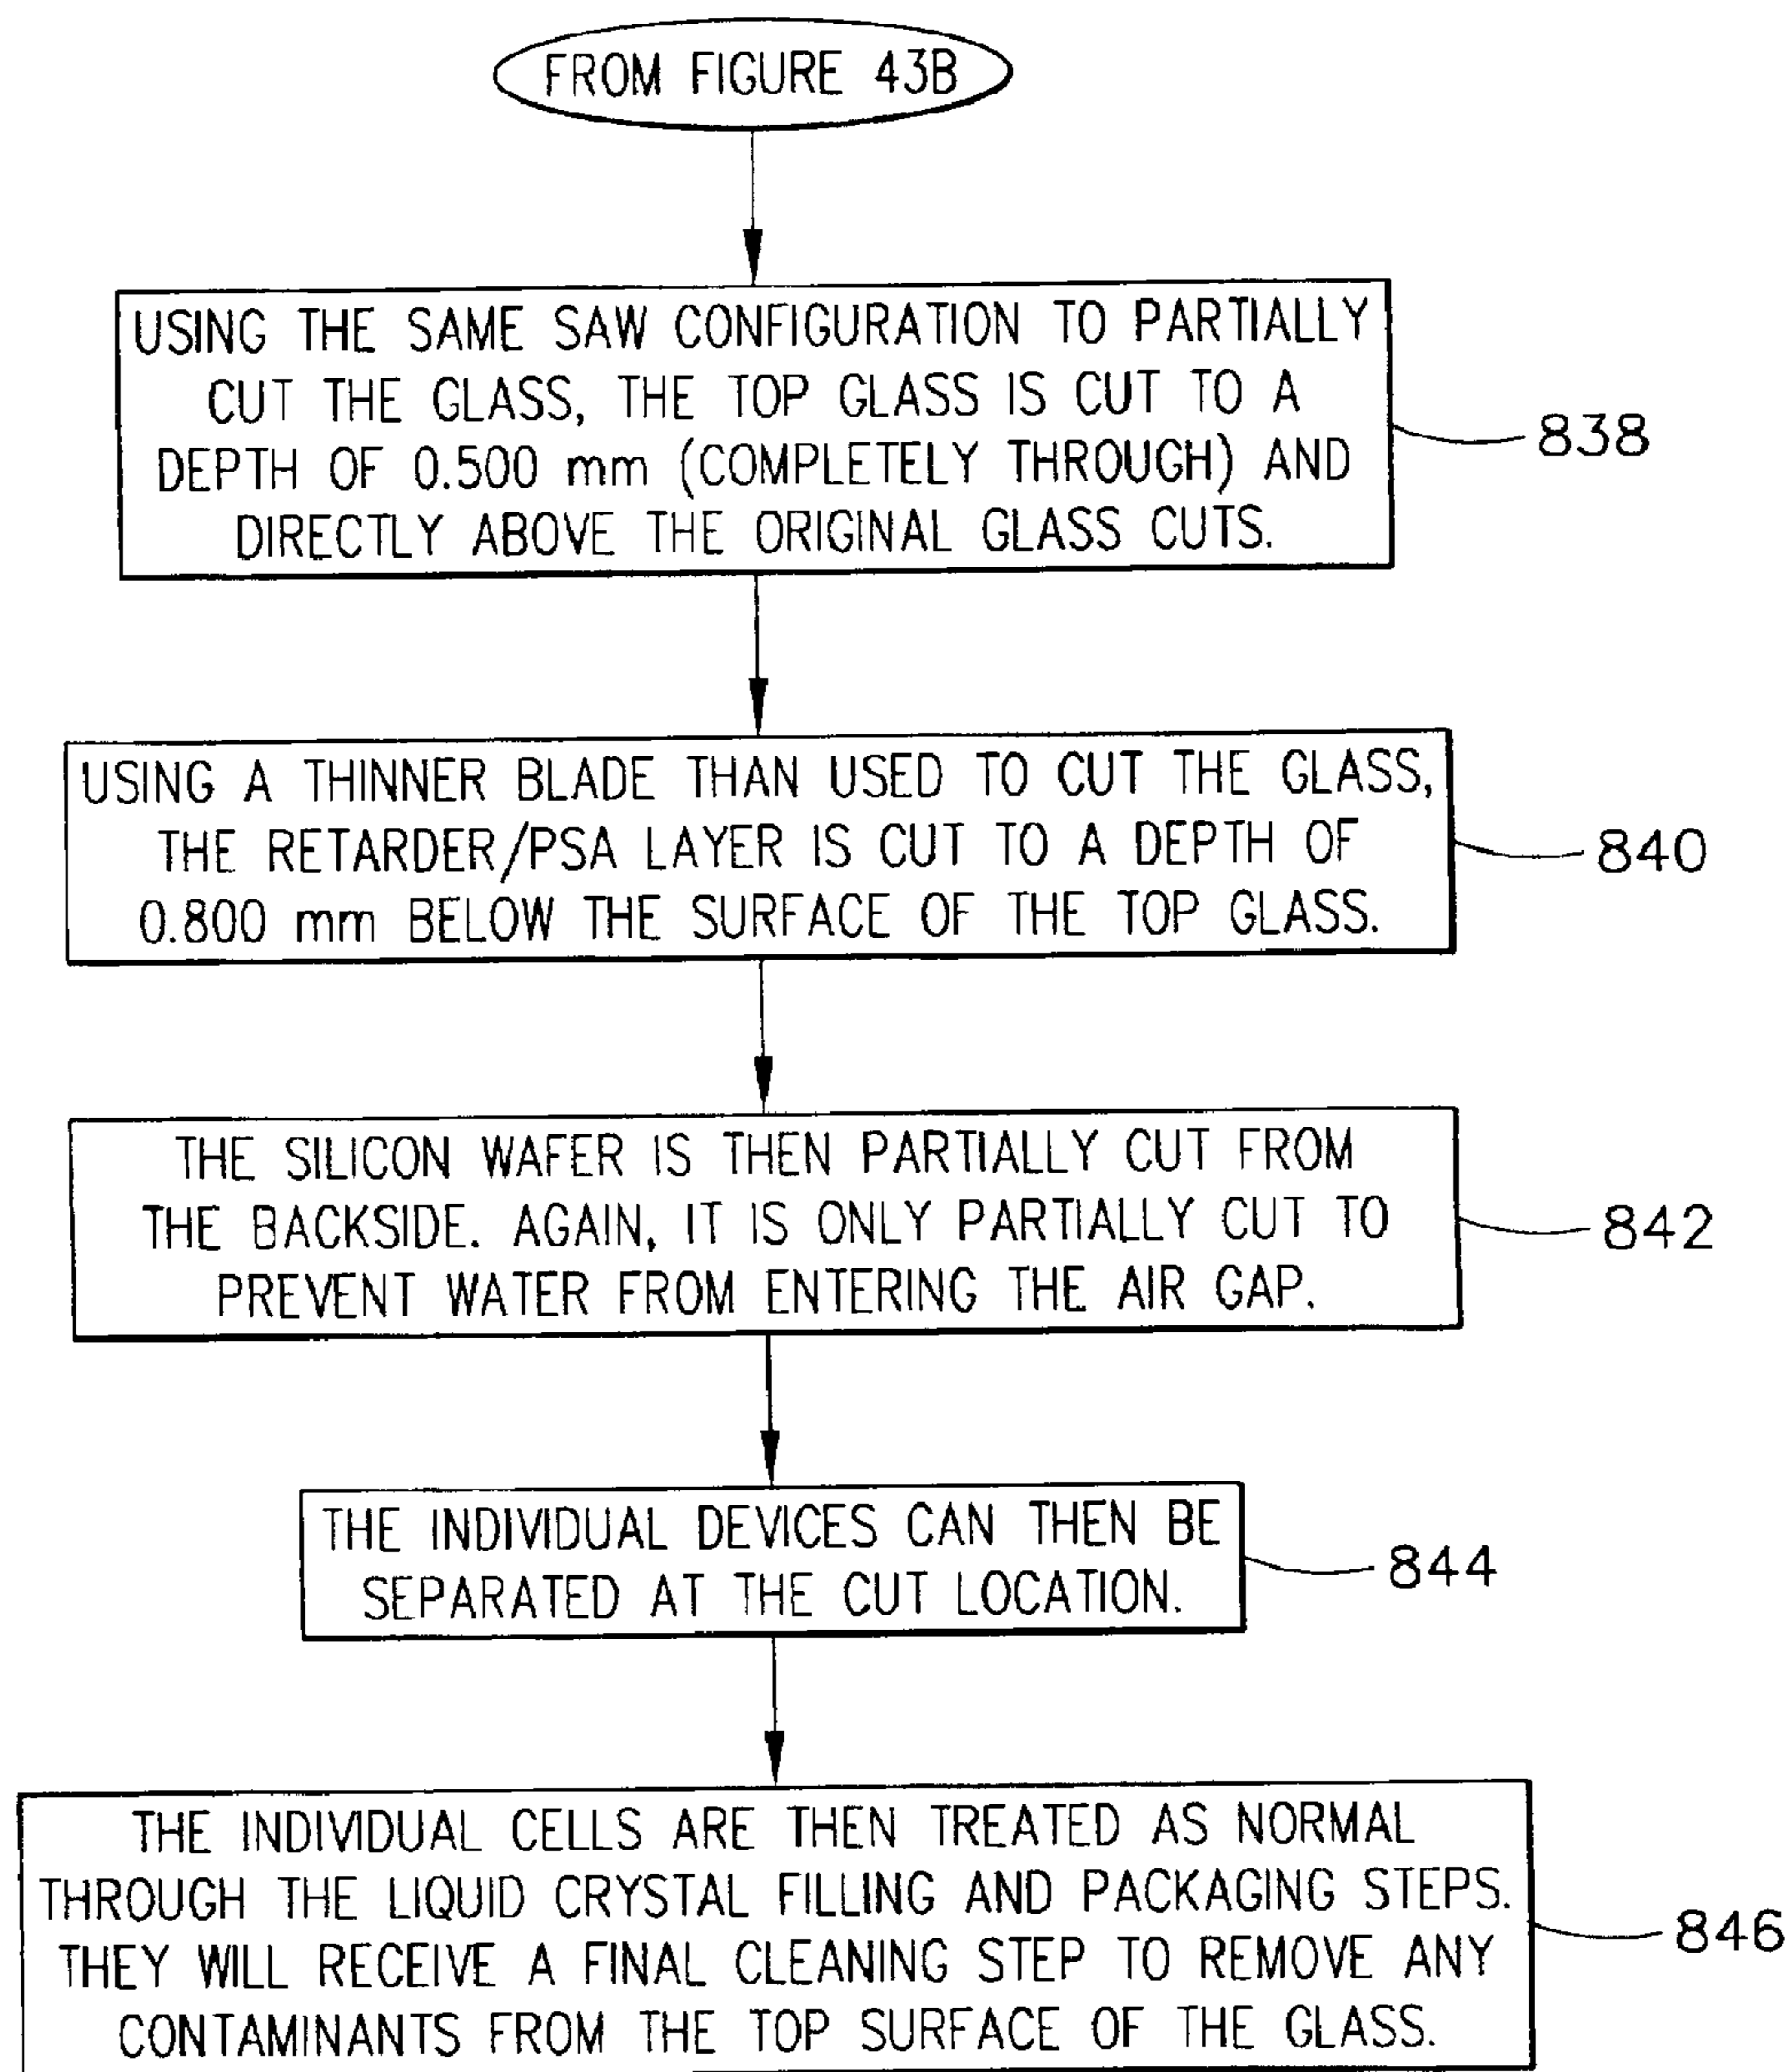 FROM FIGURE 43B
USING THE SAME SAW CONFIGURATION TO PARTIALLY
CUT THE GLASS, THE TOP GLASS IS CUT TO A
DEPTH OF 0.500 mm (COMPLETELY THROUGH) AND
DIRECTLY ABOVE THE ORIGINAL GLASS CUTS.
838
USING A THINNER BLADE THAN USED TO CUT THE GLASS,
THE RETARDER/PSA LAYER IS CUT TO A DEPTH OF
0.800 mm BELOW THE SURFACE OF THE TOP GLASS.
840
THE SILICON WAFER IS THEN PARTIALLY CUT FROM
THE BACKSIDE. AGAIN, IT IS ONLY PARTIALLY CUT TO
PREVENT WATER FROM ENTERING THE AIR GAP.
842
THE INDIVIDUAL DEVICES CAN THEN BE
SEPARATED AT THE CUT LOCATION.
844
THE INDIVIDUAL CELLS ARE THEN TREATED AS NORMAL
THROUGH THE LIQUID CRYSTAL FILLING AND PACKAGING STEPS.
THEY WILL RECEIVE A FINAL CLEANING STEP TO REMOVE ANY
CONTAMINANTS FROM THE TOP SURFACE OF THE GLASS.
846